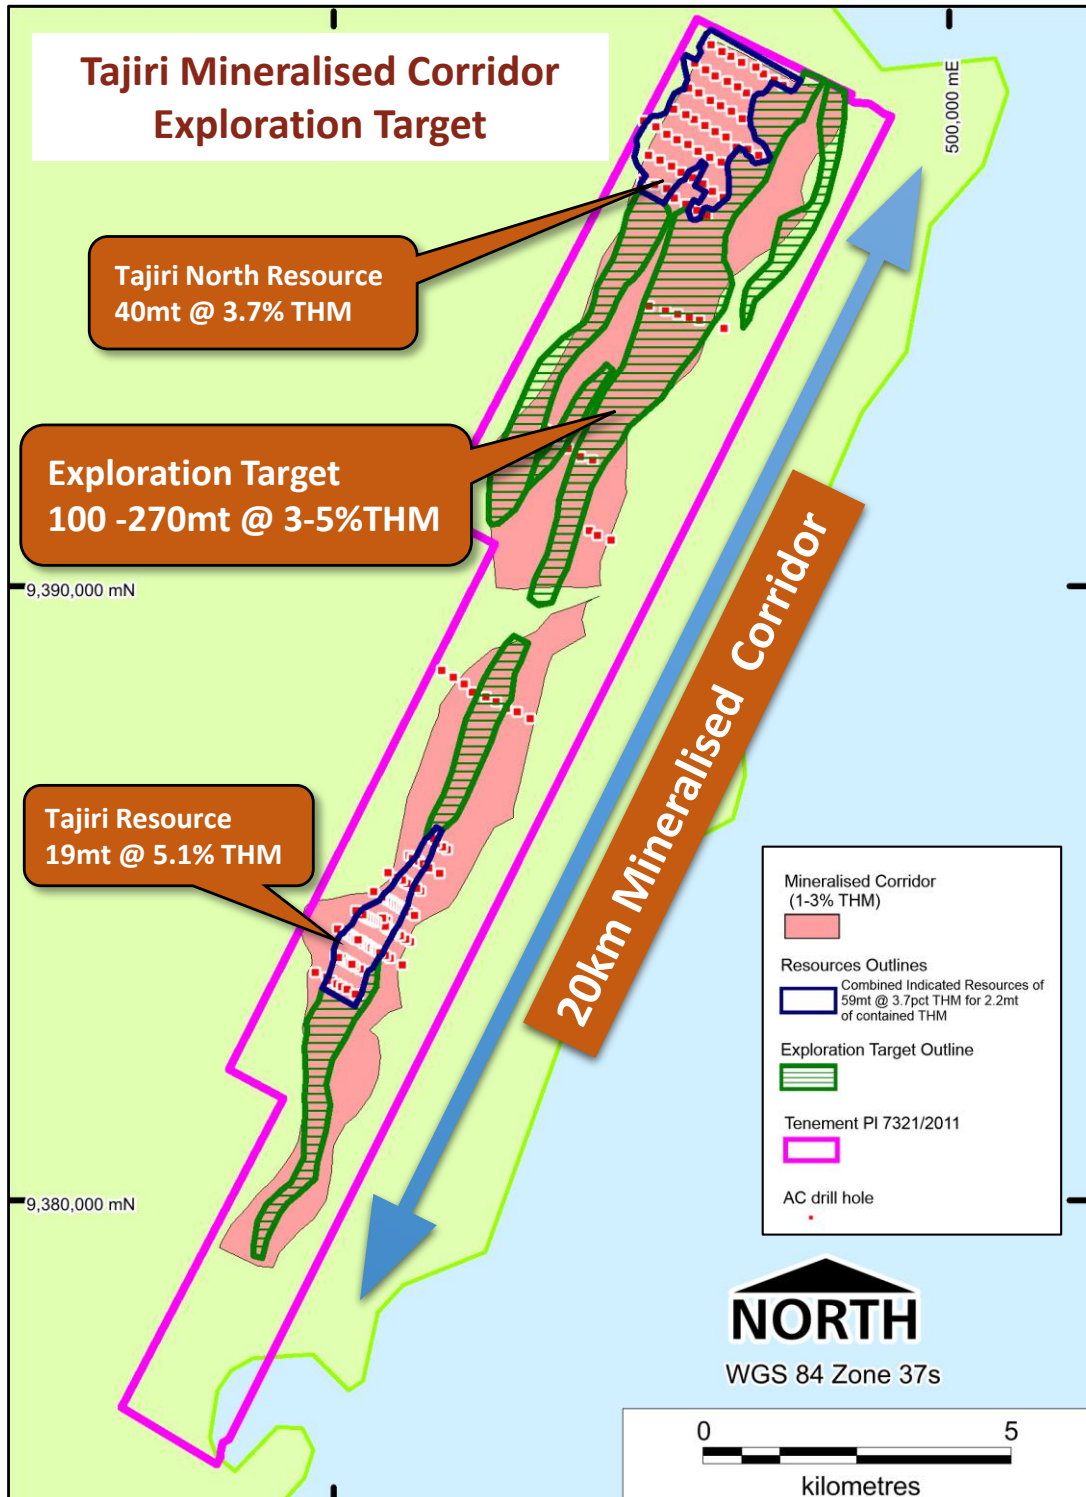 Tajiri Mineralised Corridor
Exploration Target
500,000 mE
Tajiri North Resource
40mt @ 3.7% THM
Exploration Target
100 -270mt @ 3-5%THM
9,390,000 mN
20km Mineralised Corridor
Tajiri Resource
19mt @ 5.1% THM
Mineralised Corridor
(1-3% THM)
Resources Outlines
Combined Indicated Resources of
59mt @ 3.7pct THM for 2.2mt
of contained THM
Exploration Target Outline
Tenement Pl 7321/2011
AC drill hole
9,380,000 mN
NORTH
WGS 84 Zone 37s
0 5
kilometres